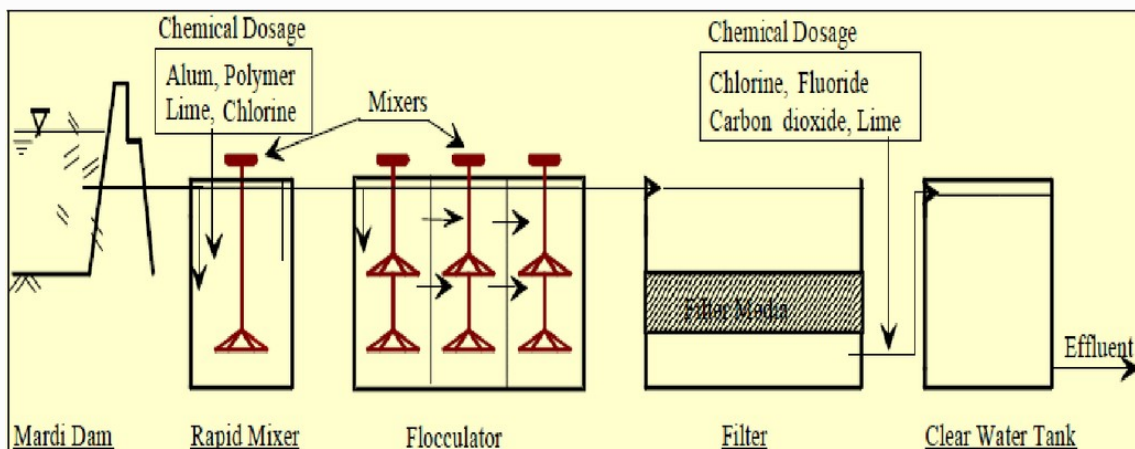 Chemical Dosage
Alum, Polymer
Lime, Chlorine
Mixers
Chemical Dosage
Chlorine, Fluoride
Carbon dioxide, Lime
Filter Media
Effluent
Mardi Dam
Rapid Mixer
Flocculator
Filter
Clear Water Tank